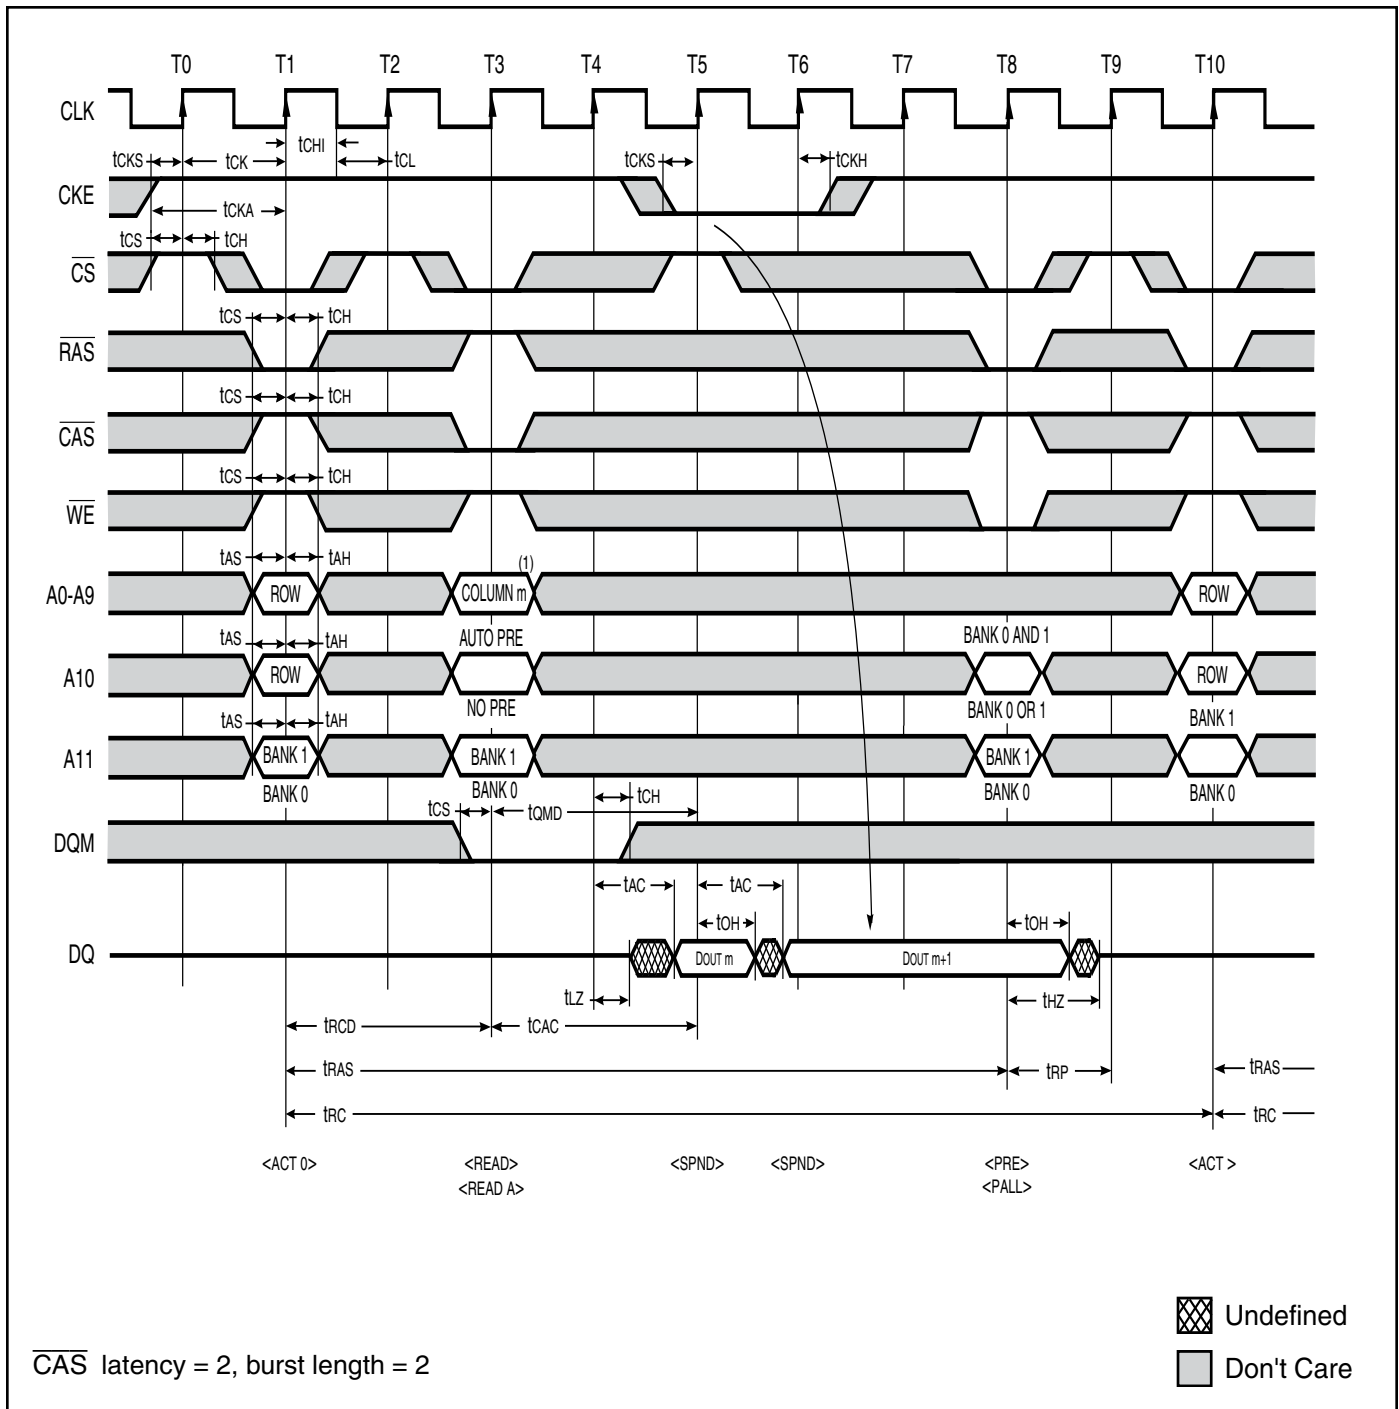 T0 T1 T2 T3 T4 T5 T6 T7 T8 T9 T10
CLK
tCHI
tCKS tCK tCL tCKS tCKH
CKE
tCKA
tCS tCH
CS
tCS tCH
RAS
tCS tCH
CAS
tCS tCH
WE
tAS tAH (1)
A0-A9 ROW COLUMN m ROW
tAS tAH AUTO PRE BANK 0 AND 1
A10 ROW ROW
NO PRE BANK 0 OR 1 BANK 1
tAS tAH
A11 BANK 1 BANK 1 BANK 1
BANK 0 BANK 0 BANK 0 BANK 0
tCS tQMD tCH
DQM
tAC tAC
tOH tOH
DQ DOUT m DOUT m+1
tLZ tHZ
tRCD tCAC
tRAS tRP tRAS
tRC tRC
<ACT 0> <READ> <SPND> <SPND> <PRE> <ACT >
<READ A> <PALL>
Undefined
CAS latency = 2, burst length = 2
Don't Care